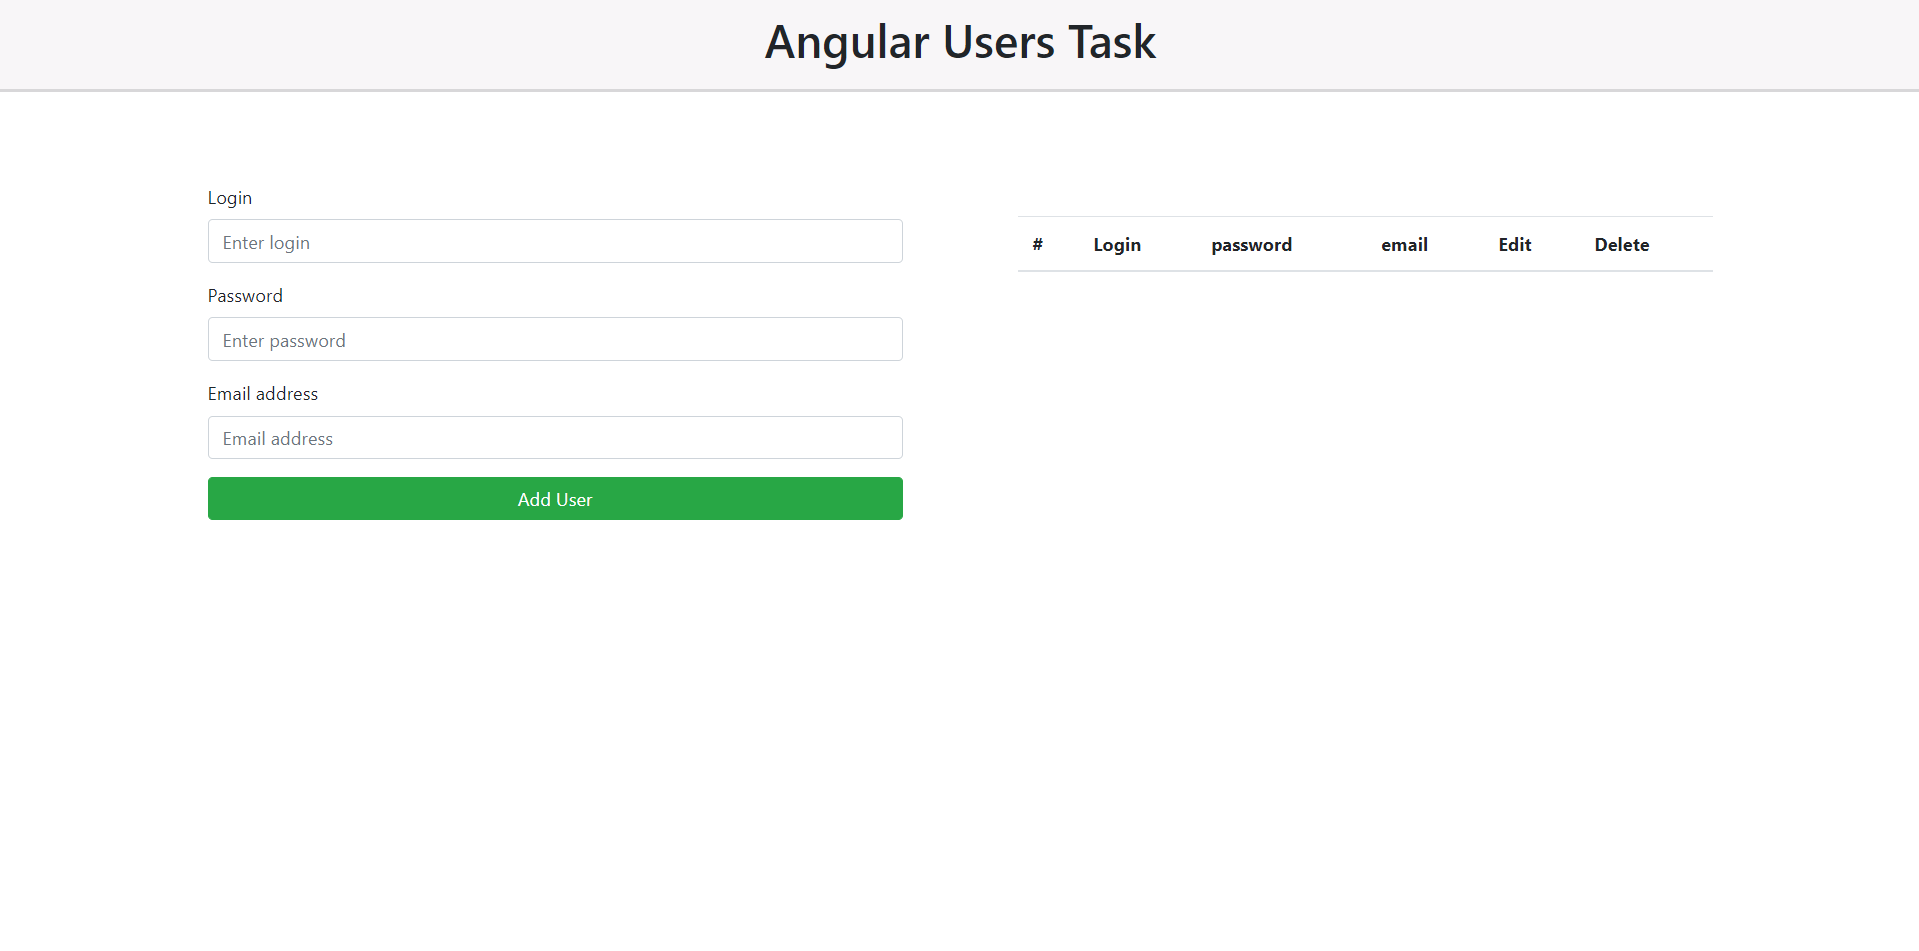 Angular Users Task
Login
Enter login
Password
Enter password
Email address
Email address
Add User
# Login password email Edit Delete